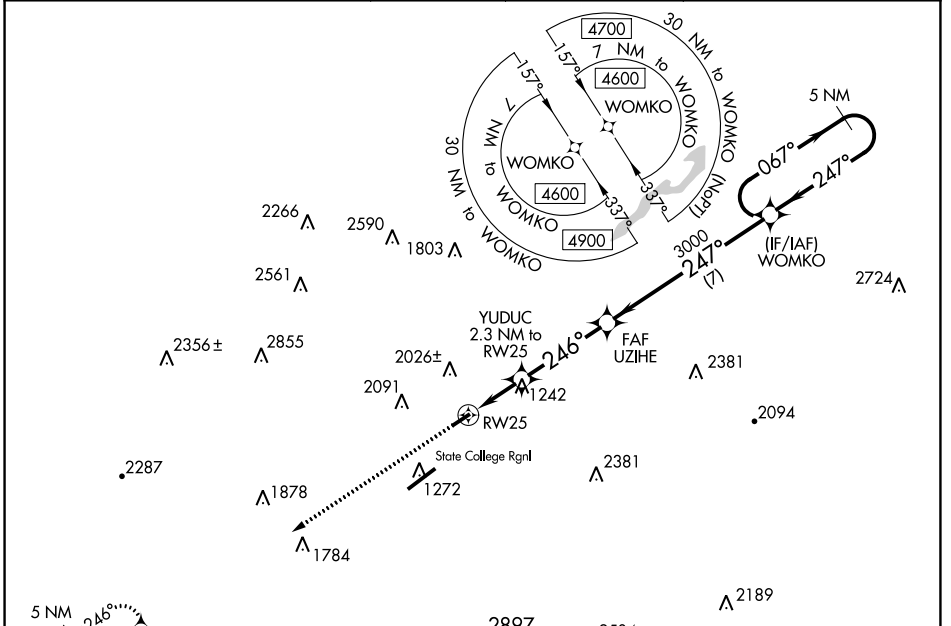 4700
30 NM to WOMKO (NoPT)
157°
7 NM to WOMKO
4600
WOMKO
337°
157°
7 NM to WOMKO
30 NM to WOMKO
WOMKO
4600
337°
4900
5 NM
067°
247°
(IF/IAF)
WOMKO
3000
247°
(7)
2266
2590
1803
2561
2724
YUDUC
2.3 NM to
RW25
246°
FAF
UZIHE
2356±
2855
2026±
2381
2091
1242
RW25
2094
State College Rgnl
2287
2381
1878
1272
1784
5 NM
246°
2189
2897